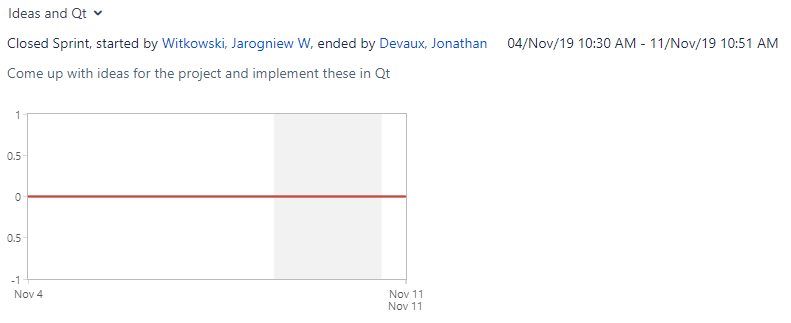 Ideas and Qt
Closed Sprint, started by Witkowski, Jarogniew W, ended by Devaux, Jonathan 04/Nov/19 10:30 AM - 11/Nov/19 10:51 AM
Come up with ideas for the project and implement these in Qt
1
0.5
0
0.5
-1
Nov 4 Nov 11
Nov 11